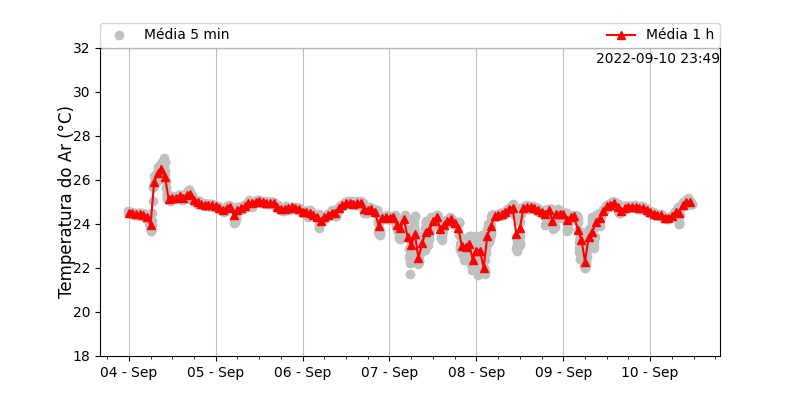 Média 5 min
Média 1 h
2022-09-10 23:49
Temperatura do Ar (°C)
32
30
28
26
24
22
20
18
04 - Sep
05 - Sep
06 - Sep
07 - Sep
08 - Sep
09 - Sep
10 - Sep